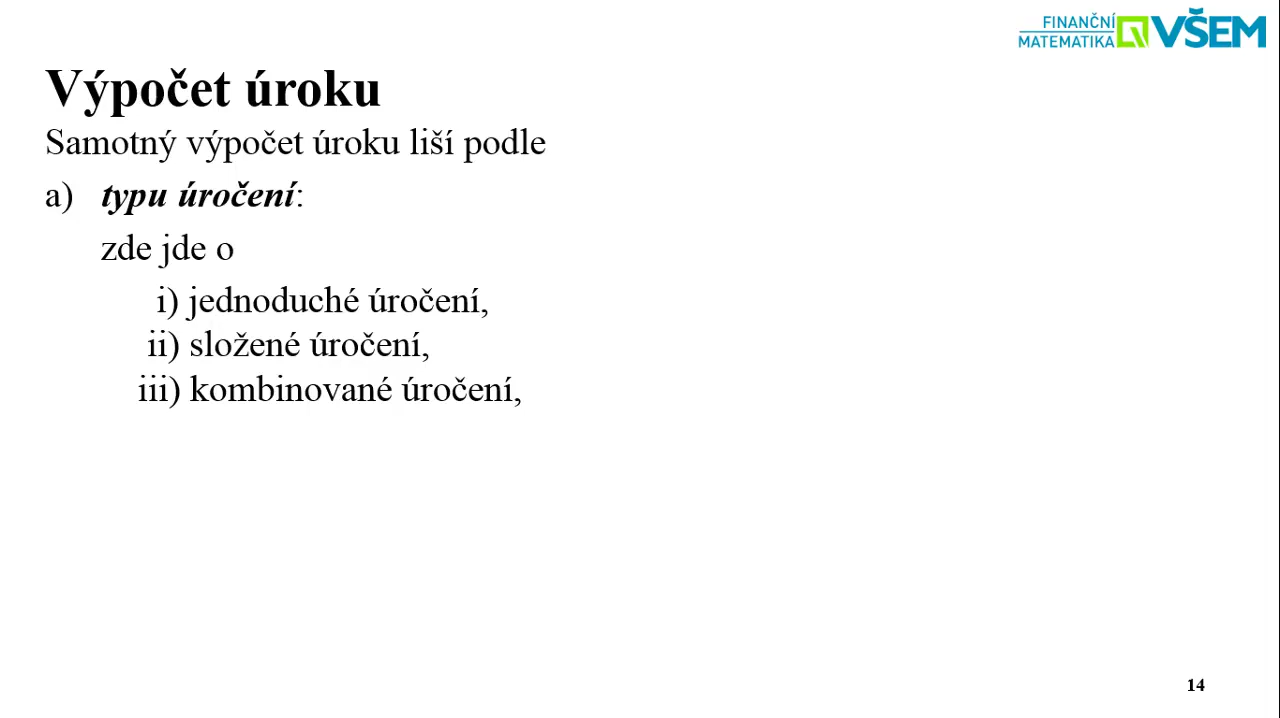 FINANČNÍ
MATEMATIKA VŠEM
Výpočet úroku
Samotný výpočet úroku liší podle
a) typu úročení:
zde jde o
i) jednoduché úročení,
ii) složené úročení,
iii) kombinované úročení,
14